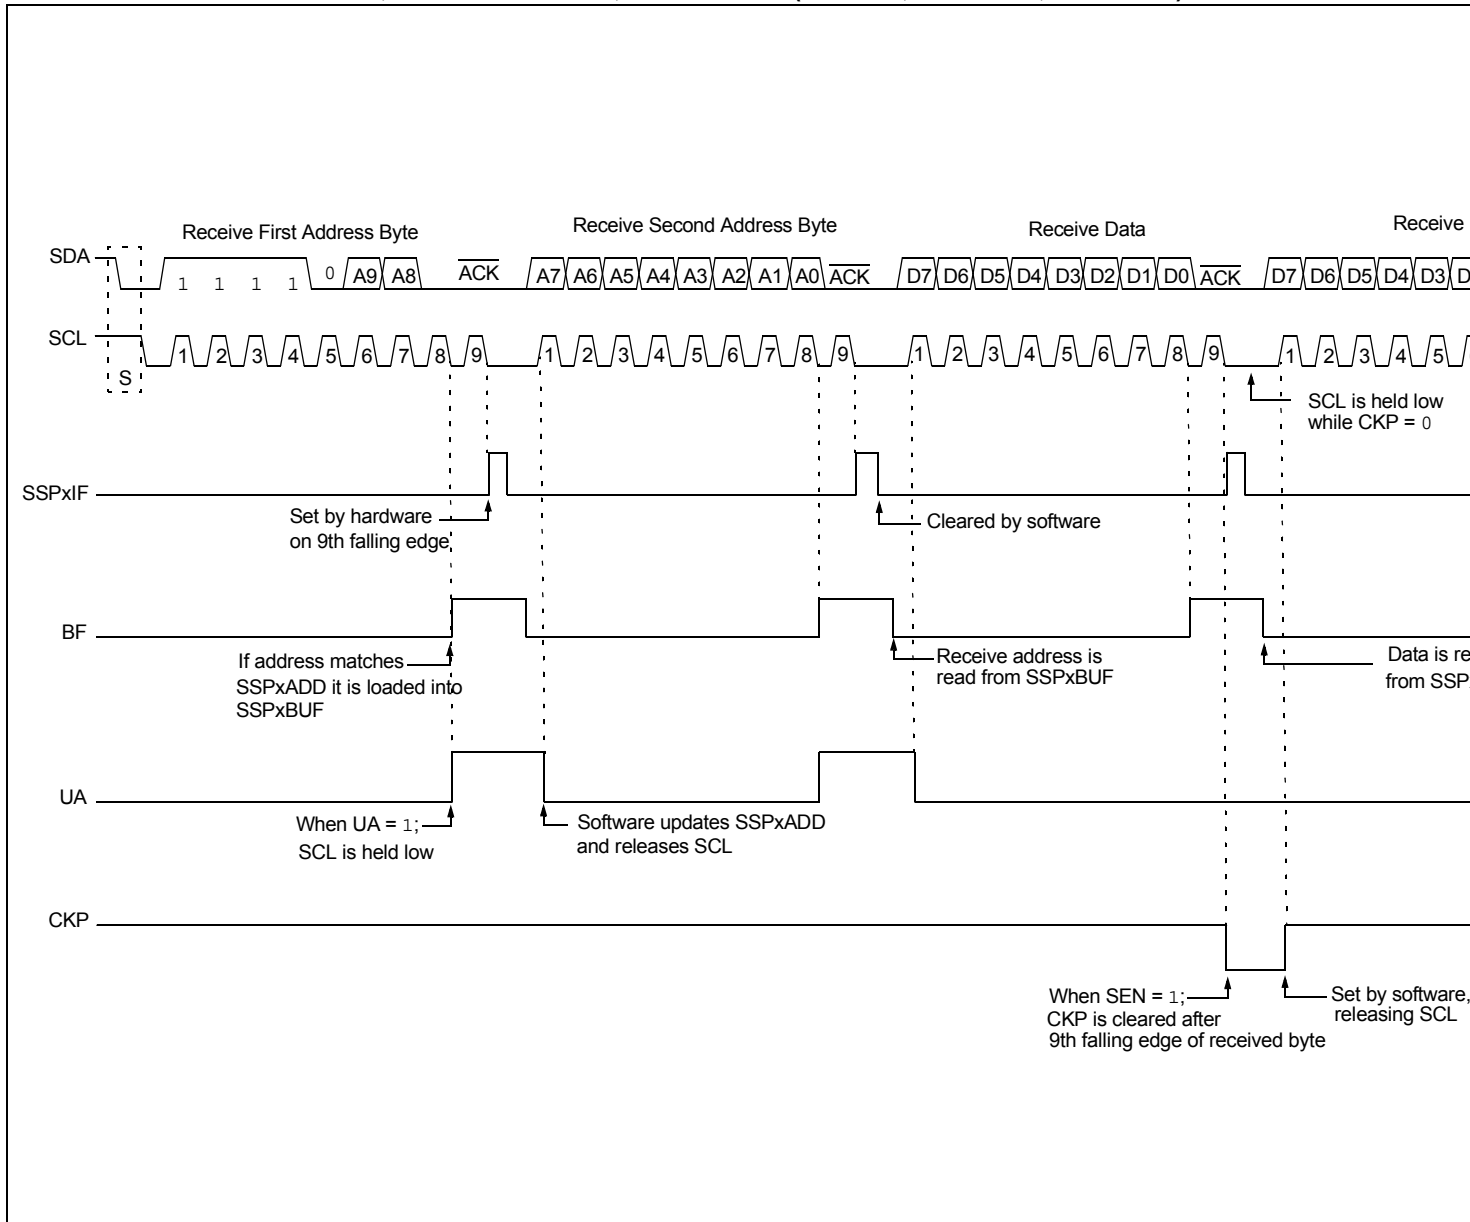 Receive First Address Byte
Receive Second Address Byte
Receive Data
Receive
SDA
1 1 1 1 0 A9 A8 ACK A7 A6 A5 A4 A3 A2 A1 A0 ACK D7 D6 D5 D4 D3 D2 D1 D0 ACK D7 D6 D5 D4 D3 D
SCL
S
1 2 3 4 5 6 7 8 9 1 2 3 4 5 6 7 8 9 1 2 3 4 5 6 7 8 9 1 2 3 4 5
SCL is held low
while CKP = 0
SSPxIF
Set by hardware
on 9th falling edge
Cleared by software
BF
If address matches
SSPxADD it is loaded into
SSPxBUF
Receive address is
read from SSPxBUF
Data is re
from SSP
UA
When UA = 1;
SCL is held low
Software updates SSPxADD
and releases SCL
CKP
When SEN = 1;
CKP is cleared after
9th falling edge of received byte
Set by software,
releasing SCL